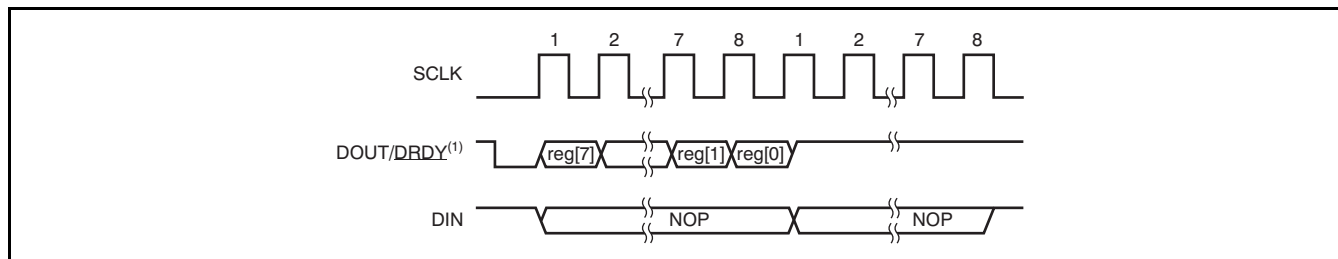 1 2 7 8 1 2 7 8
SCLK
DOUT/DRDY(1) reg[7] reg[1] reg[0]
DIN NOP NOP